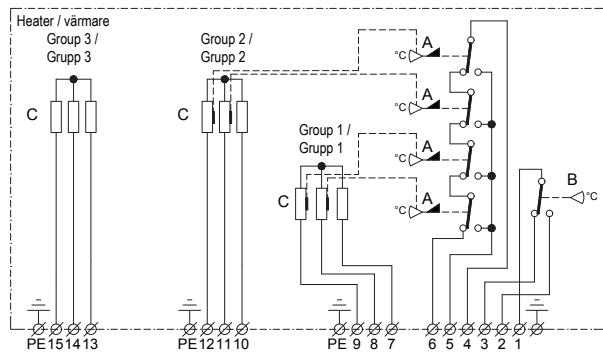 Heater / värmare
Group 3 /
Grupp 3
Group 2 /
Grupp 2
Group 1 /
Grupp 1
C
C
C
°C A
°C A
°C A
°C A
B
°C
PE 15 14 13 PE 12 11 10 PE 9 8 7 6 5 4 3 2 1